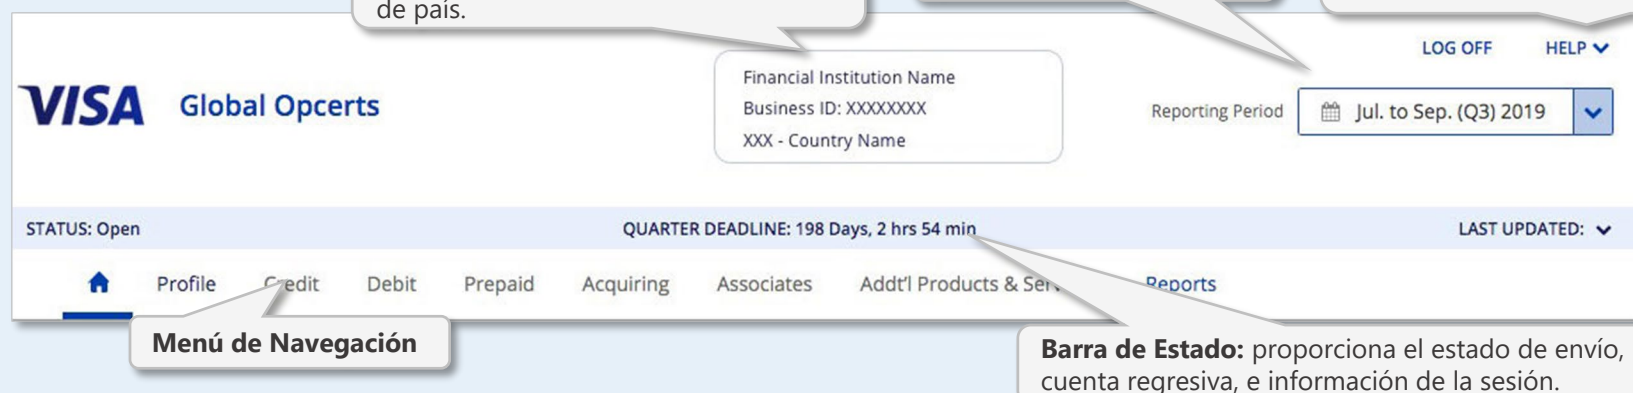 de país.
LOG OFF HELP
VISA Global Opcerts
Financial Institution Name
Business ID: XXXXXXXX
XXX - Country Name
Reporting Period Jul. to Sep. (Q3) 2019
STATUS: Open QUARTER DEADLINE: 198 Days, 2 hrs 54 min LAST UPDATED:
Profile Credit Debit Prepaid Acquiring Associates Addt'l Products & Reports
Menú de Navegación
Barra de Estado: proporciona el estado de envío,
cuenta regresiva, e información de la sesión.